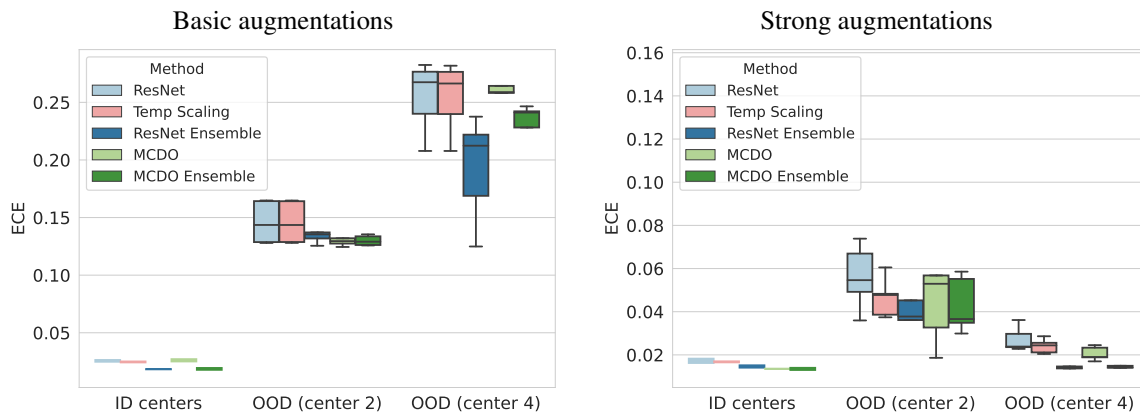 Basic augmentations
Method
ResNet
Temp Scaling
ResNet Ensemble
MCDO
MCDO Ensemble
ECE
0.25
0.20
0.15
0.10
0.05
ID centers
OOD (center 2)
OOD (center 4)
Strong augmentations
Method
ResNet
Temp Scaling
ResNet Ensemble
MCDO
MCDO Ensemble
ECE
0.16
0.14
0.12
0.10
0.08
0.06
0.04
0.02
ID centers
OOD (center 2)
OOD (center 4)